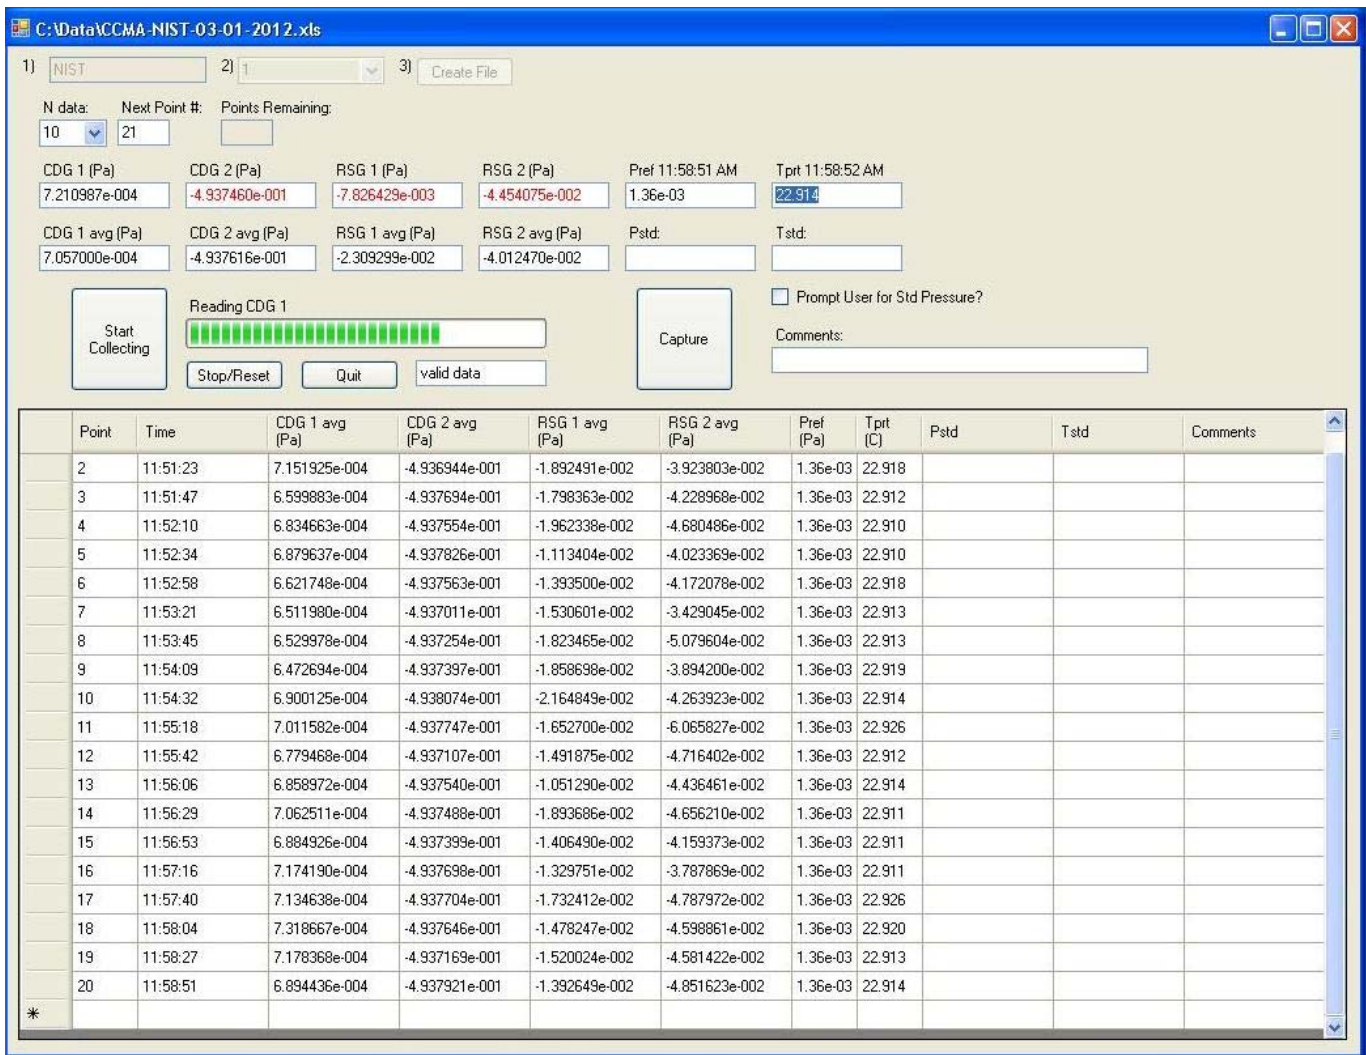 C:\Data\CCMA-NIST-03-01-2012.xls
1) NIST 2) 1 3) Create File
N data: Next Point #: Points Remaining:
10 21
CDG 1 (Pa) CDG 2 (Pa) RSG 1 (Pa) RSG 2 (Pa) Pref 11:58:51 AM Tprt 11:58:52 AM
7.210987e-004 -4.937460e-001 -7.826429e-003 -4.454075e-002 1.36e-03 22.914
CDG 1 avg (Pa) CDG 2 avg (Pa) RSG 1 avg (Pa) RSG 2 avg (Pa) Pstd: Tstd:
7.057000e-004 -4.937616e-001 -2.309299e-002 -4.012470e-002
Prompt User for Std Pressure?
Reading CDG 1
Start
Collecting
Capture
Comments:
Stop/Reset Quit valid data
Point Time CDG 1 avg (Pa) CDG 2 avg (Pa) RSG 1 avg (Pa) RSG 2 avg (Pa) Pref (Pa) Tprt (C) Pstd Tstd Comments
2 11:51:23 7.151925e-004 -4.936944e-001 -1.892491e-002 -3.923803e-002 1.36e-03 22.918
3 11:51:47 6.599883e-004 -4.937694e-001 -1.798363e-002 -4.228968e-002 1.36e-03 22.912
4 11:52:10 6.834663e-004 -4.937554e-001 -1.962338e-002 -4.680486e-002 1.36e-03 22.910
5 11:52:34 6.879637e-004 -4.937826e-001 -1.113404e-002 -4.023369e-002 1.36e-03 22.910
6 11:52:58 6.621748e-004 -4.937563e-001 -1.393500e-002 -4.172078e-002 1.36e-03 22.918
7 11:53:21 6.511980e-004 -4.937011e-001 -1.530601e-002 -3.429045e-002 1.36e-03 22.913
8 11:53:45 6.529978e-004 -4.937254e-001 -1.823465e-002 -5.079604e-002 1.36e-03 22.913
9 11:54:09 6.472694e-004 -4.937397e-001 -1.858698e-002 -3.894200e-002 1.36e-03 22.919
10 11:54:32 6.900125e-004 -4.938074e-001 -2.164849e-002 -4.263923e-002 1.36e-03 22.914
11 11:55:18 7.011582e-004 -4.937747e-001 -1.652700e-002 -6.065827e-002 1.36e-03 22.926
12 11:55:42 6.779468e-004 -4.937107e-001 -1.491875e-002 -4.716402e-002 1.36e-03 22.912
13 11:56:06 6.858972e-004 -4.937540e-001 -1.051290e-002 -4.436461e-002 1.36e-03 22.914
14 11:56:29 7.062511e-004 -4.937488e-001 -1.893686e-002 -4.656210e-002 1.36e-03 22.911
15 11:56:53 6.884926e-004 -4.937399e-001 -1.406490e-002 -4.159373e-002 1.36e-03 22.911
16 11:57:16 7.174190e-004 -4.937698e-001 -1.329751e-002 -3.787869e-002 1.36e-03 22.911
17 11:57:40 7.134638e-004 -4.937704e-001 -1.732412e-002 -4.787972e-002 1.36e-03 22.926
18 11:58:04 7.318667e-004 -4.937646e-001 -1.478247e-002 -4.598861e-002 1.36e-03 22.920
19 11:58:27 7.178368e-004 -4.937169e-001 -1.520024e-002 -4.581422e-002 1.36e-03 22.913
20 11:58:51 6.894436e-004 -4.937921e-001 -1.392649e-002 -4.851623e-002 1.36e-03 22.914
*